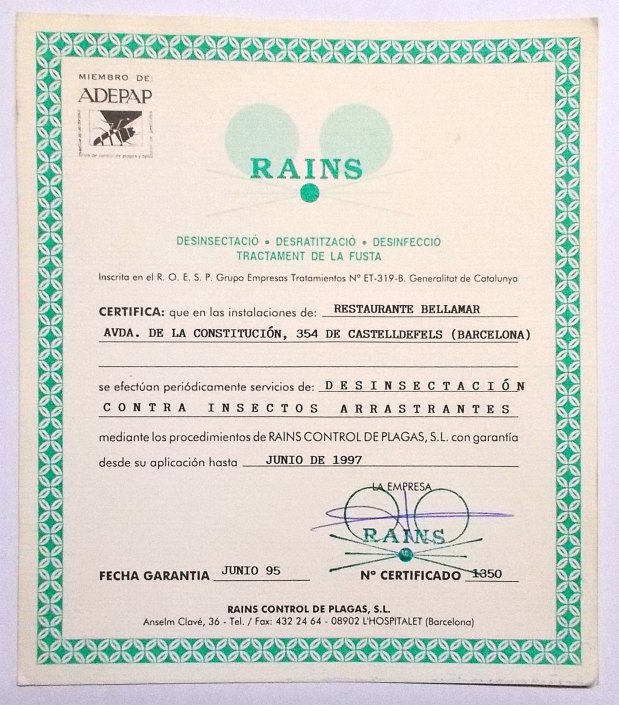 MIEMBRO DE:
ADEPAP
RAINS
DESINSECTACIÓ • DESRATITZACIÓ • DESINFECCIÓ
TRACTAMENT DE LA FUSTA
Inscrita en el R. O. E. S. P. Grupo Empresas Tratamientos Nº ET-319-B. Generalitat de Catalunya
CERTIFICA: que en las instalaciones de: RESTAURANTE BELLAMAR
AVDA. DE LA CONSTITUCIÓN, 354 DE CASTELLDEFELS (BARCELONA)
se efectúan periódicamente servicios de: DESINSECTACIÓN
CONTRA INSECTOS ARRASTRANTES
mediante los procedimientos de RAINS CONTROL DE PLAGAS, S.L. con garantía
desde su aplicación hasta JUNIO DE 1997
LA EMPRESA
RAINS
FECHA GARANTIA JUNIO 95 Nº CERTIFICADO 1350
RAINS CONTROL DE PLAGAS, S.L.
Anselm Clavé, 36 - Tel. / Fax: 432 24 64 - 08902 L'HOSPITALET (Barcelona)